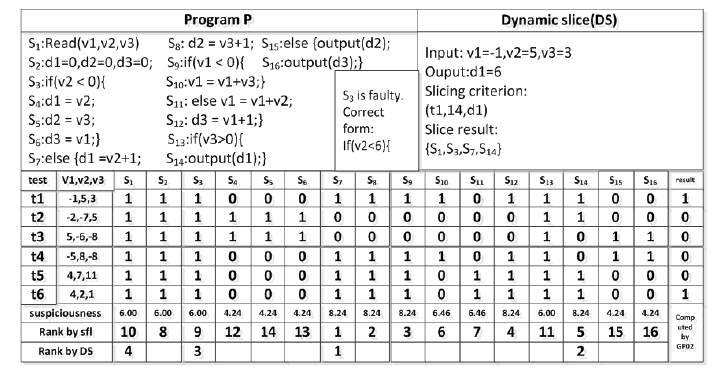 Program P
Dynamic slice(DS)
S1:Read(v1,v2,v3) S8: d2 = v3+1; S15:else {output(d2);
S2:d1=0,d2=0,d3=0; S9:if(v1 < 0){ S16:output(d3);}
S3:if(v2 < 0){ S10:v1 = v1+v3;}
S4:d1 = v2; S11: else v1 = v1+v2;
S5:d2 = v3; S12: d3 = v1+1;}
S6:d3 = v1;} S13:if(v3>0){
S7:else {d1 =v2+1; S14:output(d1);}
S3 is faulty.
Correct
form:
If(v2<6){
Input: v1=-1,v2=5,v3=3
Ouput:d1=6
Slicing criterion:
(t1,14,d1)
Slice result:
{S1,S3,S7,S14}
test V1,v2,v3 S1 S2 S3 S4 S5 S6 S7 S8 S9 S10 S11 S12 S13 S14 S15 S16 result
t1 -1,5,3 1 1 1 0 0 0 1 1 1 1 0 1 1 1 0 0 1
t2 -2,-7,5 1 1 1 1 1 1 0 0 0 0 0 0 1 1 0 0 0
t3 5,-6,-8 1 1 1 1 1 1 0 0 0 0 0 0 1 0 1 1 0
t4 -5,8,-8 1 1 1 0 0 0 1 1 1 1 0 1 1 0 1 1 0
t5 4,7,11 1 1 1 0 0 0 1 1 1 0 1 1 1 1 0 0 0
t6 4,2,1 1 1 1 0 0 0 1 1 1 0 1 1 1 1 0 0 1
suspiciousness 6.00 6.00 6.00 4.24 4.24 4.24 8.24 8.24 8.24 6.46 6.46 8.24 6.00 8.24 4.24 4.24
Rank by sfl 10 8 9 12 14 13 1 2 3 6 7 4 11 5 15 16
Rank by DS 4 3 1 2
Comp
uted
by
GP02